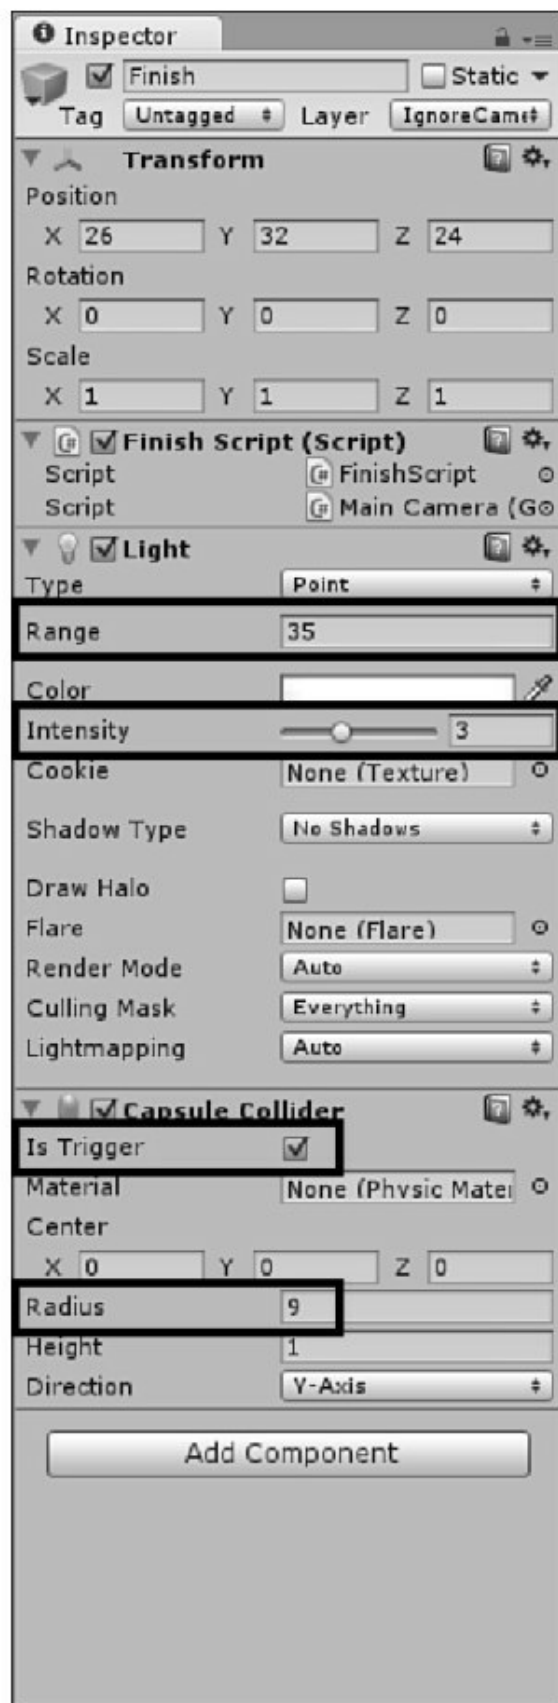 Inspector
Finish Static
Tag Untagged Layer IgnoreCame
Transform
Position
X 26 Y 32 Z 24
Rotation
X 0 Y 0 Z 0
Scale
X 1 Y 1 Z 1
Finish Script (Script)
Script FinishScript
Script Main Camera (G
Light
Type Point
Range 35
Color
Intensity 3
Cookie None (Texture)
Shadow Type No Shadows
Draw Halo
Flare None (Flare)
Render Mode Auto
Culling Mask Everything
Lightmapping Auto
Capsule Collider
Is Trigger
Material None (Physic Mater
Center
X 0 Y 0 Z 0
Radius 9
Height 1
Direction Y-Axis
Add Component